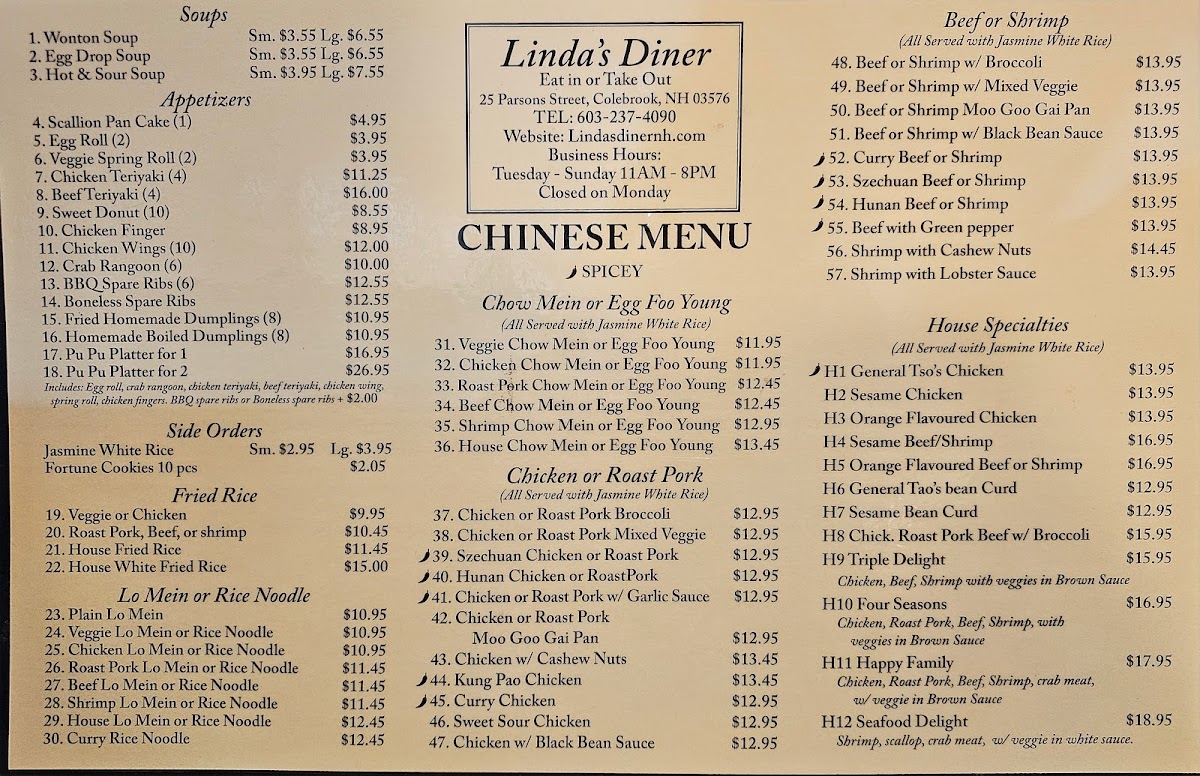 Soups
1. Wonton Soup Sm. $3.55 Lg. $6.55
2. Egg Drop Soup Sm. $3.55 Lg. $6.55
3. Hot & Sour Soup Sm. $3.95 Lg. $7.55
Appetizers
4. Scallion Pan Cake (1) $4.95
5. Egg Roll (2) $3.95
6. Veggie Spring Roll (2) $3.95
7. Chicken Teriyaki (4) $11.25
8. Beef Teriyaki (4) $16.00
9. Sweet Donut (10) $8.55
10. Chicken Finger $8.95
11. Chicken Wings (10) $12.00
12. Crab Rangoon (6) $10.00
13. BBQ Spare Ribs (6) $12.55
14. Boneless Spare Ribs $12.55
15. Fried Homemade Dumplings (8) $10.95
16. Homemade Boiled Dumplings (8) $10.95
17. Pu Pu Platter for 1 $16.95
18. Pu Pu Platter for 2 $26.95
Includes: Egg roll, crab rangoon, chicken teriyaki, beef teriyaki, chicken wing,
spring roll, chicken fingers. BBQ spare ribs or Boneless spare ribs + $2.00
Side Orders
Jasmine White Rice Sm. $2.95 Lg. $3.95
Fortune Cookies 10 pcs $2.05
Fried Rice
19. Veggie or Chicken $9.95
20. Roast Pork, Beef, or shrimp $10.45
21. House Fried Rice $11.45
22. House White Fried Rice $15.00
Lo Mein or Rice Noodle
23. Plain Lo Mein $10.95
24. Veggie Lo Mein or Rice Noodle $10.95
25. Chicken Lo Mein or Rice Noodle $10.95
26. Roast Pork Lo Mein or Rice Noodle $11.45
27. Beef Lo Mein or Rice Noodle $11.45
28. Shrimp Lo Mein or Rice Noodle $11.45
29. House Lo Mein or Rice Noodle $12.45
30. Curry Rice Noodle $12.45
Linda's Diner
Eat in or Take Out
25 Parsons Street, Colebrook, NH 03576
TEL: 603-237-4090
Website: Lindasdinernh.com
Business Hours:
Tuesday - Sunday 11AM - 8PM
Closed on Monday
CHINESE MENU
SPICEY
Chow Mein or Egg Foo Young
(All Served with Jasmine White Rice)
31. Veggie Chow Mein or Egg Foo Young $11.95
32. Chicken Chow Mein or Egg Foo Young $11.95
33. Roast Pork Chow Mein or Egg Foo Young $12.45
34. Beef Chow Mein or Egg Foo Young $12.45
35. Shrimp Chow Mein or Egg Foo Young $12.95
36. House Chow Mein or Egg Foo Young $13.45
Chicken or Roast Pork
(All Served with Jasmine White Rice)
37. Chicken or Roast Pork Broccoli $12.95
38. Chicken or Roast Pork Mixed Veggie $12.95
39. Szechuan Chicken or Roast Pork $12.95
40. Hunan Chicken or RoastPork $12.95
41. Chicken or Roast Pork w/ Garlic Sauce $12.95
42. Chicken or Roast Pork
Moo Goo Gai Pan $12.95
43. Chicken w/ Cashew Nuts $13.45
44. Kung Pao Chicken $13.45
45. Curry Chicken $12.95
46. Sweet Sour Chicken $12.95
47. Chicken w/ Black Bean Sauce $12.95
Beef or Shrimp
(All Served with Jasmine White Rice)
48. Beef or Shrimp w/ Broccoli $13.95
49. Beef or Shrimp w/ Mixed Veggie $13.95
50. Beef or Shrimp Moo Goo Gai Pan $13.95
51. Beef or Shrimp w/ Black Bean Sauce $13.95
52. Curry Beef or Shrimp $13.95
53. Szechuan Beef or Shrimp $13.95
54. Hunan Beef or Shrimp $13.95
55. Beef with Green pepper $13.95
56. Shrimp with Cashew Nuts $14.45
57. Shrimp with Lobster Sauce $13.95
House Specialties
(All Served with Jasmine White Rice)
H1 General Tso's Chicken $13.95
H2 Sesame Chicken $13.95
H3 Orange Flavoured Chicken $13.95
H4 Sesame Beef/Shrimp $16.95
H5 Orange Flavoured Beef or Shrimp $16.95
H6 General Tao's bean Curd $12.95
H7 Sesame Bean Curd $12.95
H8 Chick. Roast Pork Beef w/ Broccoli $15.95
H9 Triple Delight $15.95
Chicken, Beef, Shrimp with veggies in Brown Sauce
H10 Four Seasons $16.95
Chicken, Roast Pork, Beef, Shrimp, with
veggies in Brown Sauce
H11 Happy Family $17.95
Chicken, Roast Pork, Beef, Shrimp, crab meat,
w/ veggie in Brown Sauce
H12 Seafood Delight $18.95
Shrimp, scallop, crab meat, w/ veggie in white sauce.